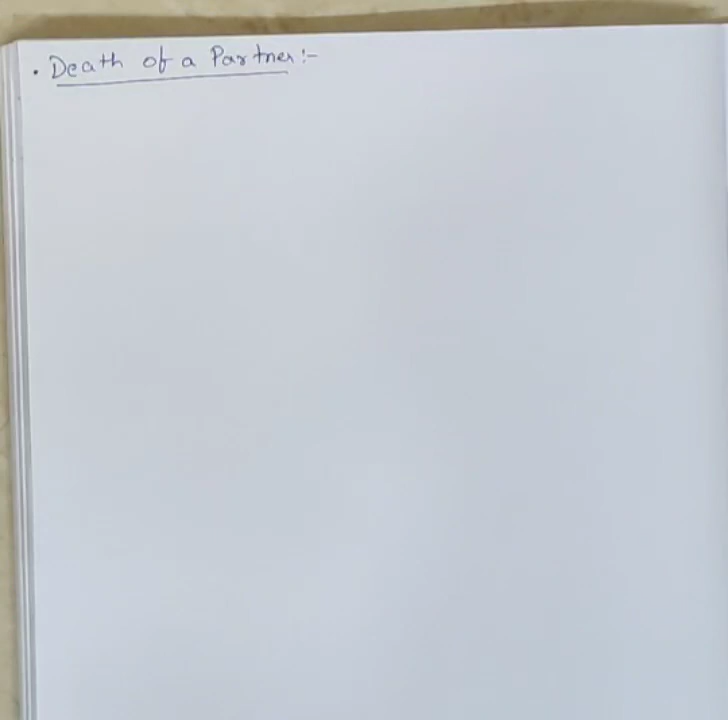 . Death of a Partner :-